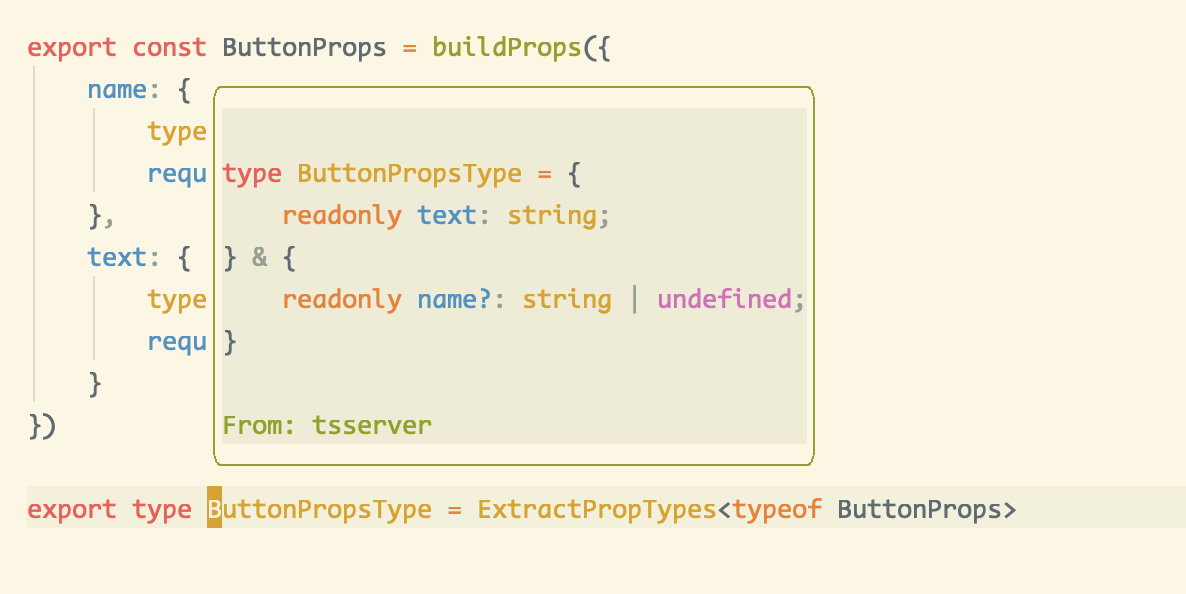 export const ButtonProps = buildProps({
    name: {
        type
        requ
    },
    text: {
        type
        requ
    }
})
type ButtonPropsType = {
    readonly text: string;
} & {
    readonly name?: string | undefined;
}
From: tsserver
export type ButtonPropsType = ExtractPropTypes<typeof ButtonProps>